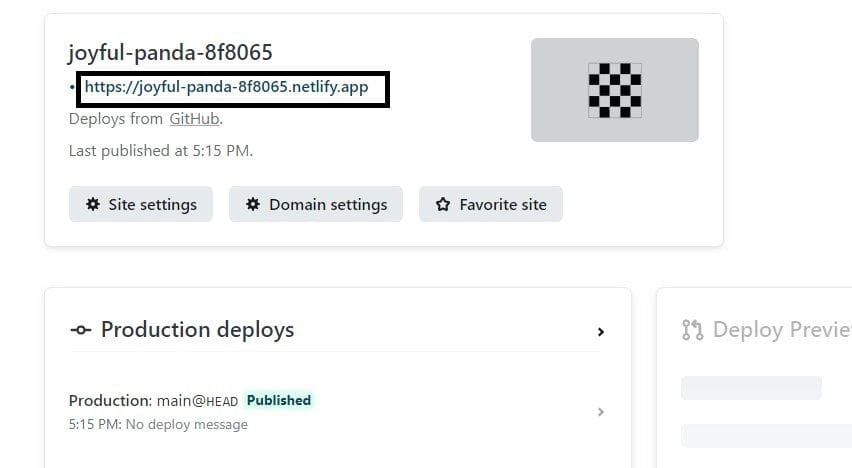 joyful-panda-8f8065
• https://joyful-panda-8f8065.netlify.app
Deploys from GitHub.
Last published at 5:15 PM.
Site settings
Domain settings
Favorite site
Production deploys
Production: main@HEAD Published
5:15 PM: No deploy message
Deploy